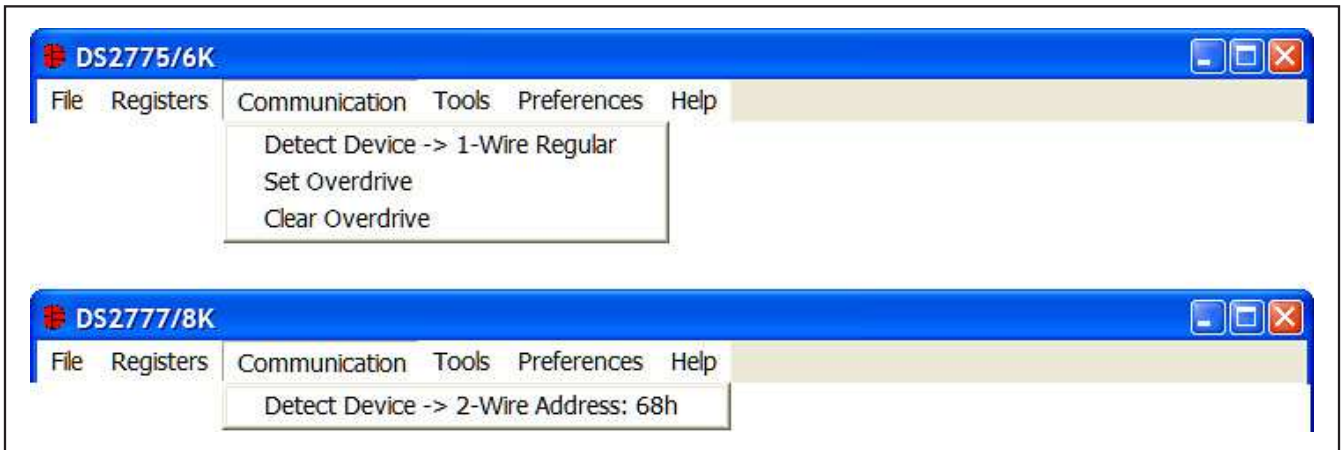 DS2775/6K
File Registers Communication Tools Preferences Help
Detect Device -> 1-Wire Regular
Set Overdrive
Clear Overdrive
DS2777/8K
File Registers Communication Tools Preferences Help
Detect Device -> 2-Wire Address: 68h